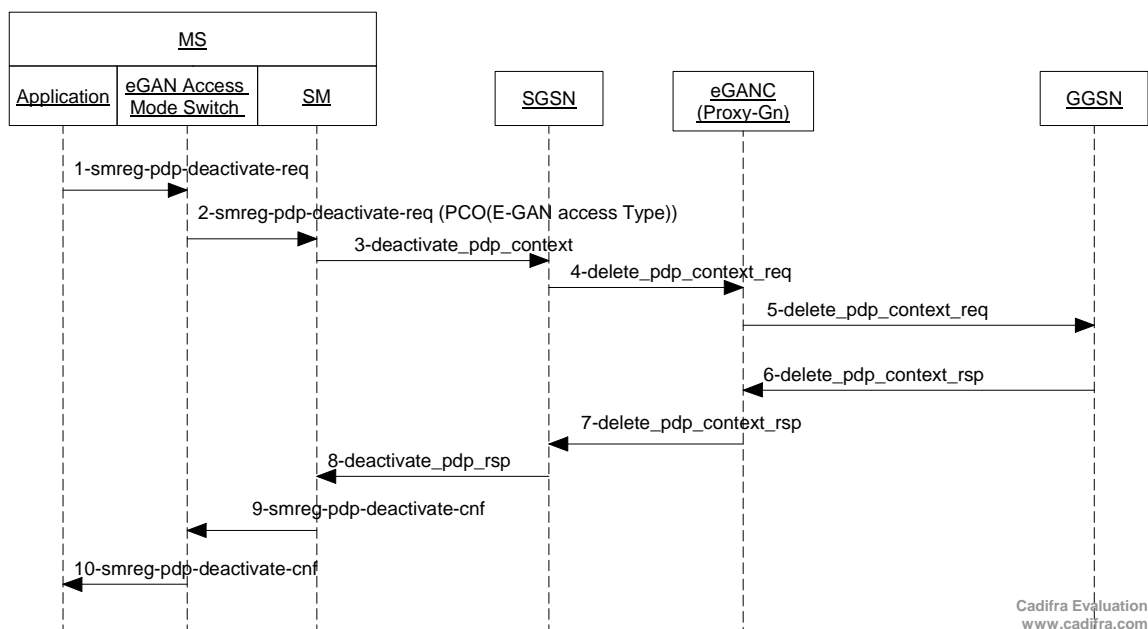 MS
Application
eGAN Access
Mode Switch
SM
SGSN
eGANC
(Proxy-Gn)
GGSN
1-smreg-pdp-deactivate-req
2-smreg-pdp-deactivate-req (PCO(E-GAN access Type))
3-deactivate_pdp_context
4-delete_pdp_context_req
5-delete_pdp_context_req
6-delete_pdp_context_rsp
7-delete_pdp_context_rsp
8-deactivate_pdp_rsp
9-smreg-pdp-deactivate-cnf
10-smreg-pdp-deactivate-cnf
Cadifra Evaluation
www.cadifra.com